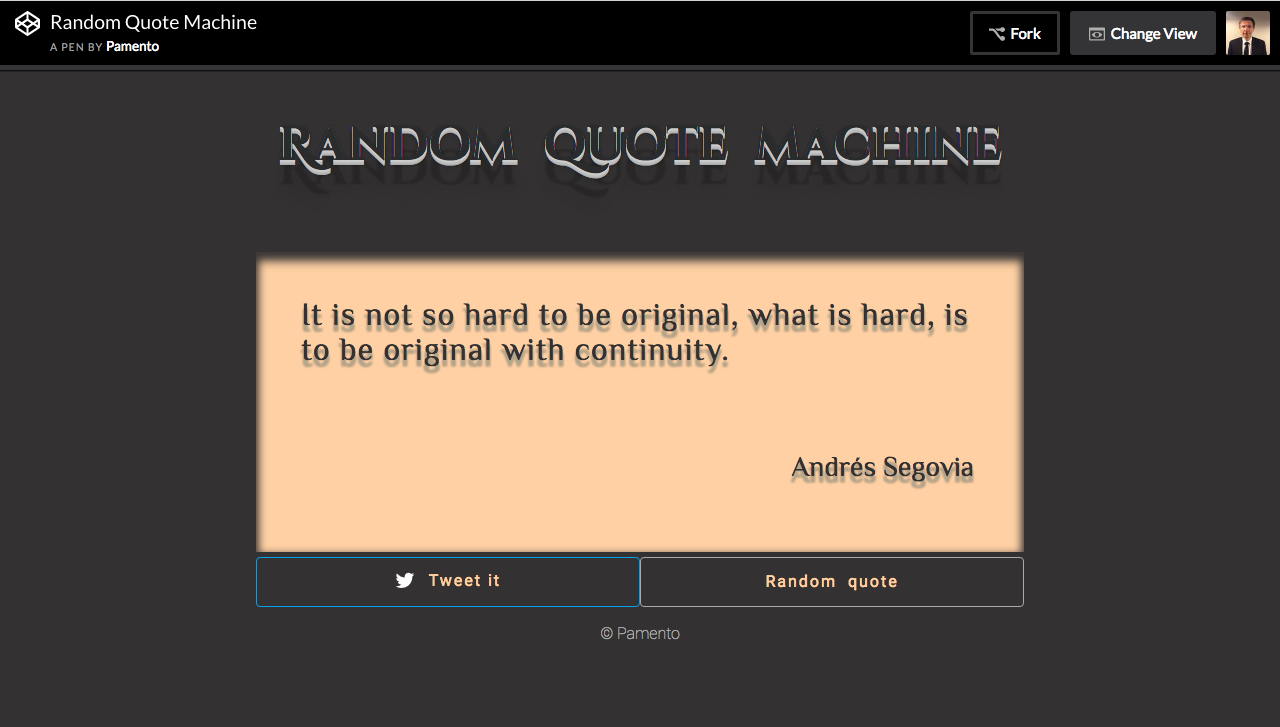 Random Quote Machine
A PEN BY Pamento
Fork
Change View
RANDOM QUOTE MACHINE
It is not so hard to be original, what is hard, is
to be original with continuity.
Andrés Segovia
Tweet it
Random quote
© Pamento